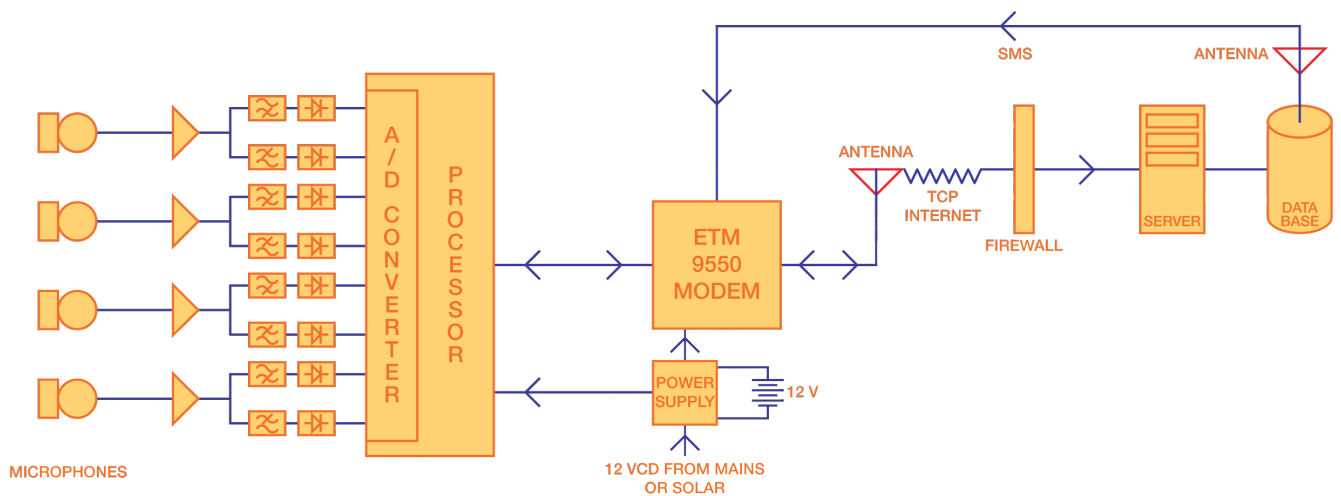 SMS
ANTENNA
ANTENNA
A/D CONVERTER
PROCESSOR
TCP
INTERNET
FIREWALL
SERVER
DATA
BASE
ETM
9550
MODEM
POWER
SUPPLY
12 V
MICROPHONES
12 VCD FROM MAINS
OR SOLAR